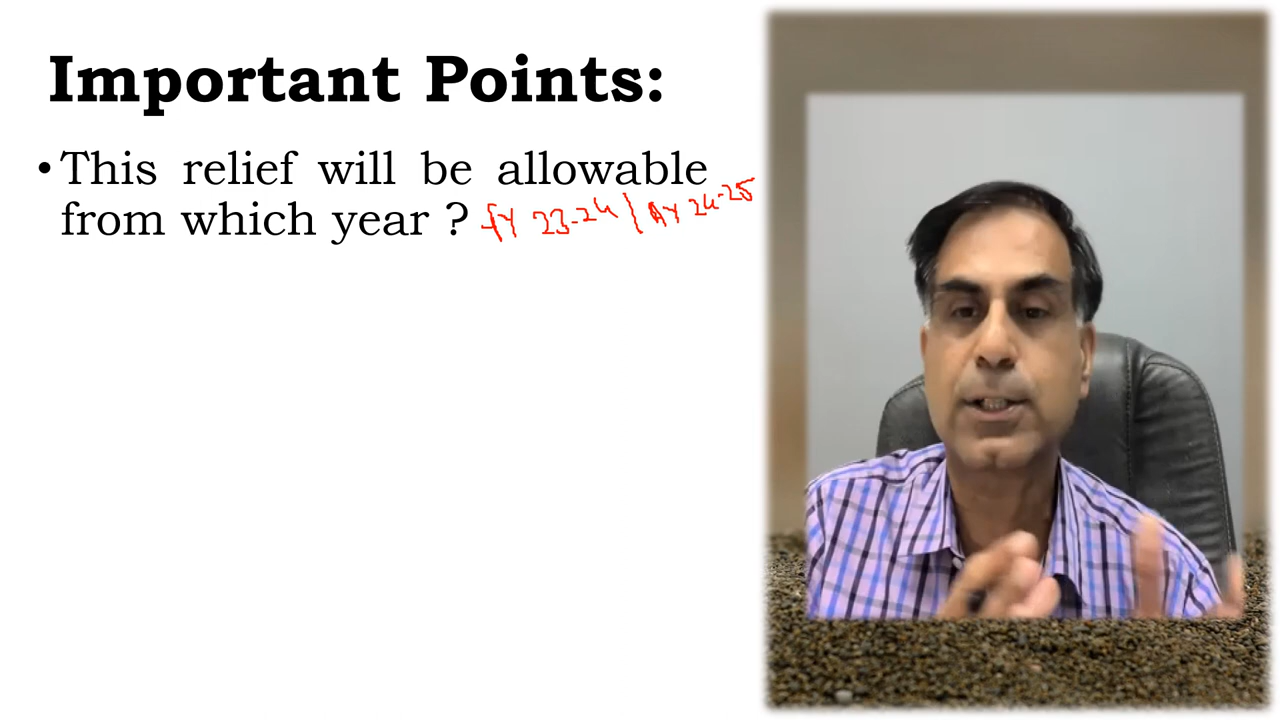 Important Points:
• This relief will be allowable
from which year ? FY 23-24 / AY 24-25